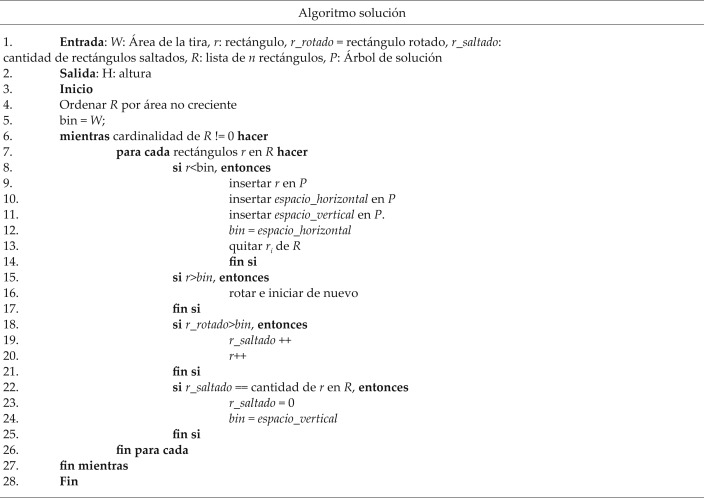 Algoritmo solución
1. Entrada: W: Área de la tira, r: rectángulo, r_rotado = rectángulo rotado, r_saltado:
cantidad de rectángulos saltados, R: lista de n rectángulos, P: Árbol de solución
2. Salida: H: altura
3. Inicio
4. Ordenar R por área no creciente
5. bin = W;
6. mientras cardinalidad de R != 0 hacer
7. para cada rectángulos r en R hacer
8. si r<bin, entonces
9. insertar r en P
10. insertar espacio_horizontal en P
11. insertar espacio_vertical en P.
12. bin = espacio_horizontal
13. quitar ri de R
14. fin si
15. si r>bin, entonces
16. rotar e iniciar de nuevo
17. fin si
18. si r_rotado>bin, entonces
19. r_saltado ++
20. r++
21. fin si
22. si r_saltado == cantidad de r en R, entonces
23. r_saltado = 0
24. bin = espacio_vertical
25. fin si
26. fin para cada
27. fin mientras
28. Fin